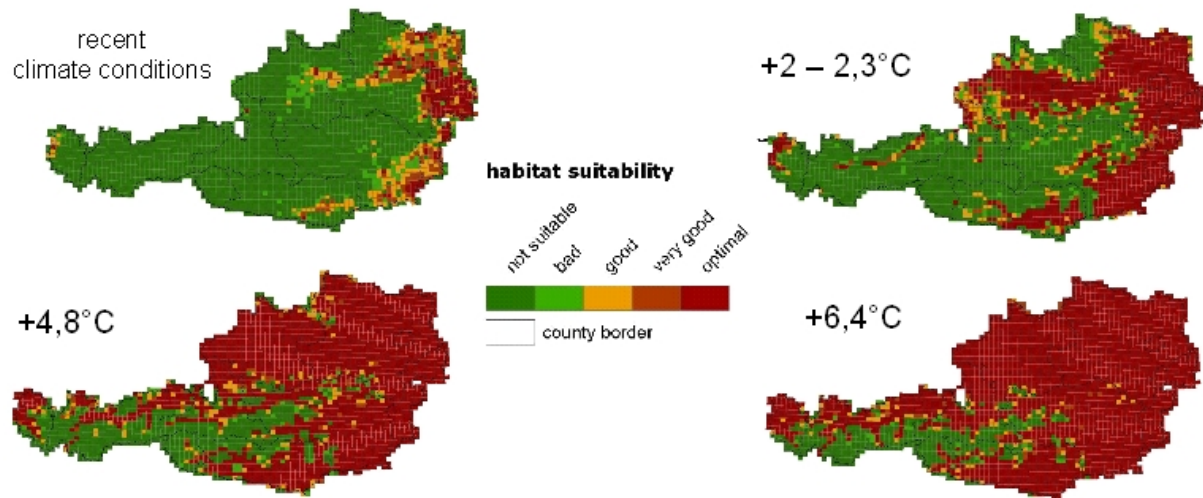 recent
climate conditions
+2 – 2,3°C
habitat suitability
not suitable
bad
good
very good
optimal
county border
+4,8°C
+6,4°C